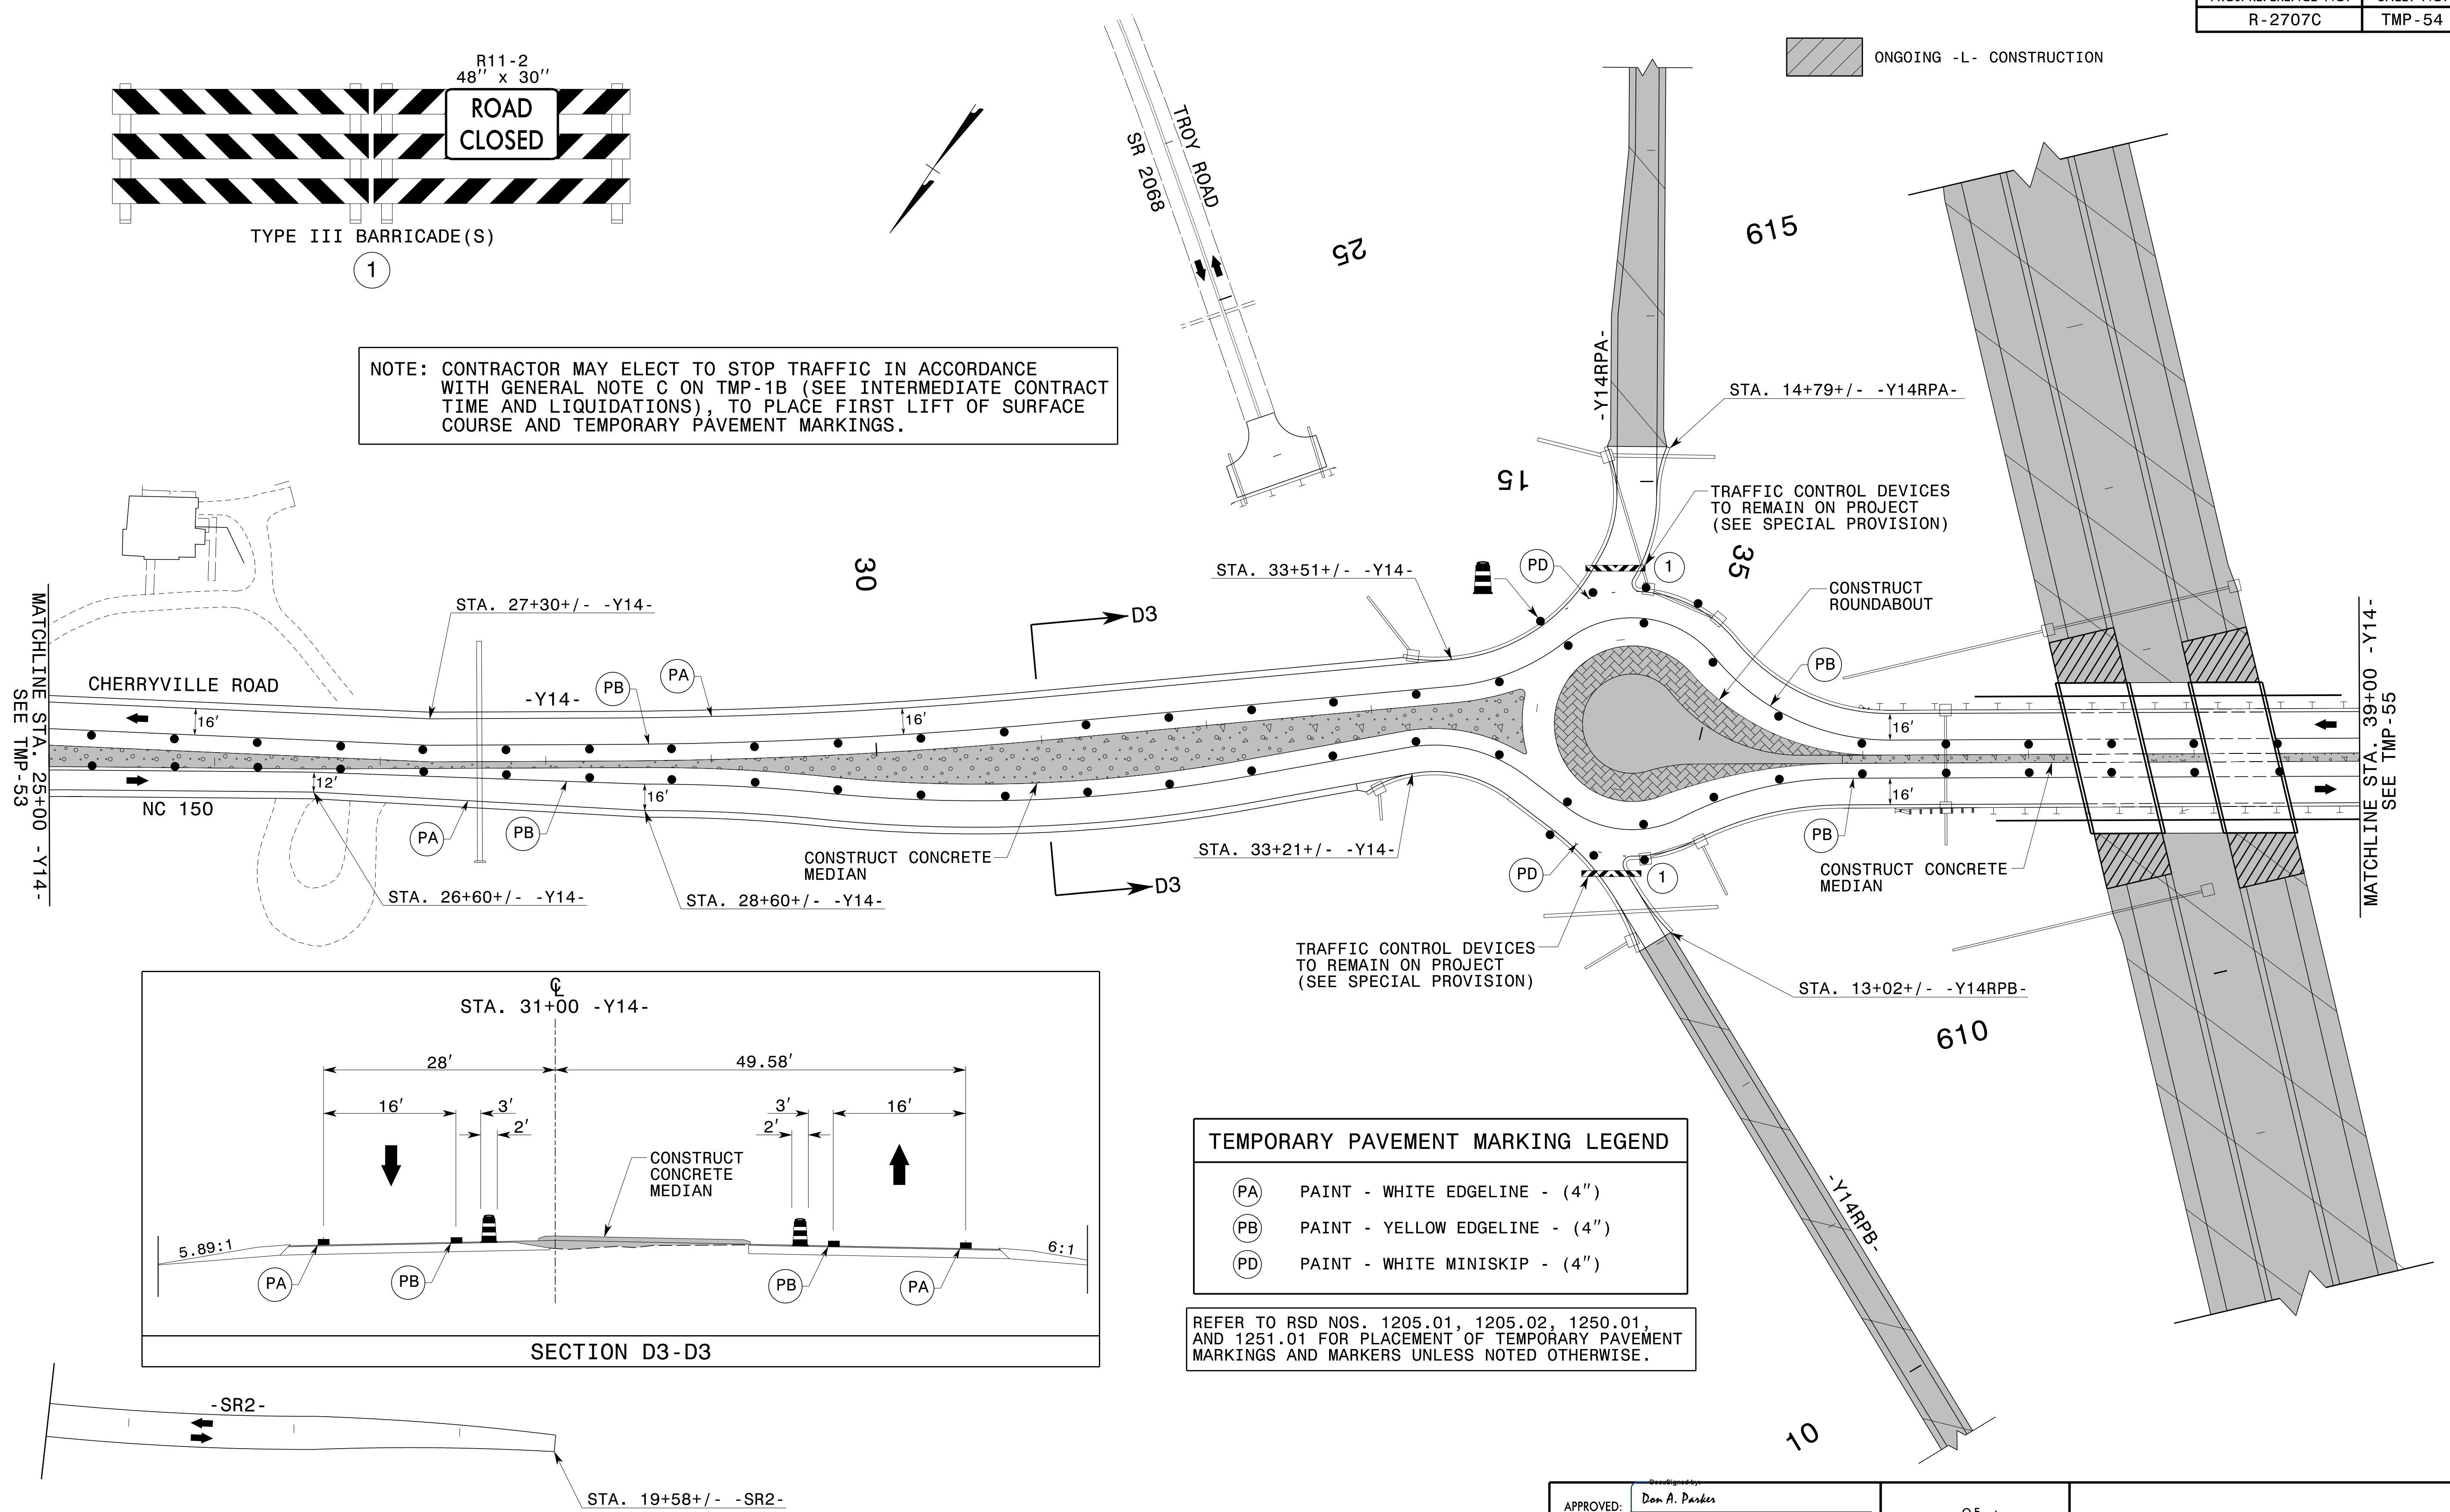 R-2707C TMP-54
ONGOING -L- CONSTRUCTION
R11-2
48" x 30"
ROAD
CLOSED
TYPE III BARRICADE(S)
1
TROY ROAD
SR 2068
25
615
NOTE: CONTRACTOR MAY ELECT TO STOP TRAFFIC IN ACCORDANCE
WITH GENERAL NOTE C ON TMP-1B (SEE INTERMEDIATE CONTRACT
TIME AND LIQUIDATIONS), TO PLACE FIRST LIFT OF SURFACE
COURSE AND TEMPORARY PAVEMENT MARKINGS.
-Y14RPA-
STA. 14+79+/- -Y14RPA-
15
TRAFFIC CONTROL DEVICES
TO REMAIN ON PROJECT
(SEE SPECIAL PROVISION)
30
35
STA. 33+51+/- -Y14-
PD
1
CONSTRUCT
ROUNDABOUT
MATCHLINE STA. 25+00 -Y14-
SEE TMP-53
STA. 27+30+/- -Y14-
D3
CHERRYVILLE ROAD
-Y14-
PB
PA
PB
16'
16'
16'
12'
16'
16'
NC 150
PA
PB
PB
CONSTRUCT CONCRETE
MEDIAN
STA. 33+21+/- -Y14-
CONSTRUCT CONCRETE
MEDIAN
MATCHLINE STA. 39+00 -Y14-
SEE TMP-55
STA. 26+60+/- -Y14-
STA. 28+60+/- -Y14-
D3
PD
1
TRAFFIC CONTROL DEVICES
TO REMAIN ON PROJECT
(SEE SPECIAL PROVISION)
STA. 13+02+/- -Y14RPB-
610
-Y14RPB-
10
CL
STA. 31+00 -Y14-
28' 49.58'
16' 3' 3' 16'
2' 2'
CONSTRUCT
CONCRETE
MEDIAN
5.89:1 6:1
PA PB PB PA
SECTION D3-D3
TEMPORARY PAVEMENT MARKING LEGEND
PA PAINT - WHITE EDGELINE - (4")
PB PAINT - YELLOW EDGELINE - (4")
PD PAINT - WHITE MINISKIP - (4")
REFER TO RSD NOS. 1205.01, 1205.02, 1250.01,
AND 1251.01 FOR PLACEMENT OF TEMPORARY PAVEMENT
MARKINGS AND MARKERS UNLESS NOTED OTHERWISE.
-SR2-
STA. 19+58+/- -SR2-
DocuSigned by:
APPROVED: Don A. Parker